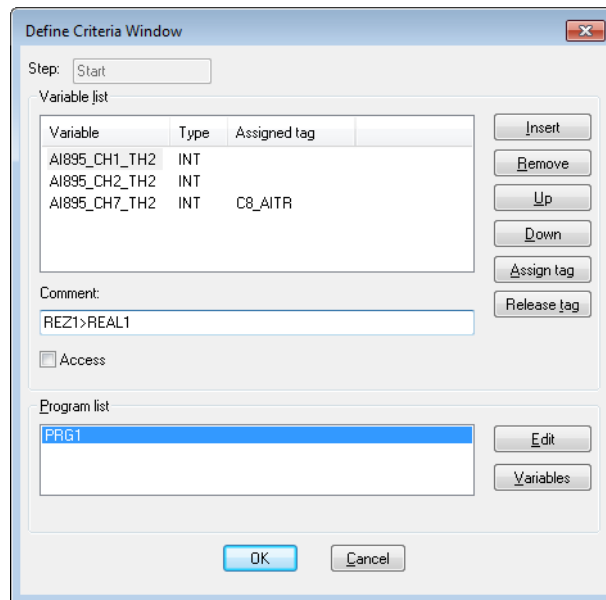 Define Criteria Window
Step: Start
Variable list
Variable Type Assigned tag
AI895_CH1_TH2 INT
AI895_CH2_TH2 INT
AI895_CH7_TH2 INT C8_AITR
Insert
Remove
Up
Down
Assign tag
Release tag
Comment:
REZ1>REAL1
Access
Program list
PRG1
Edit
Variables
OK Cancel